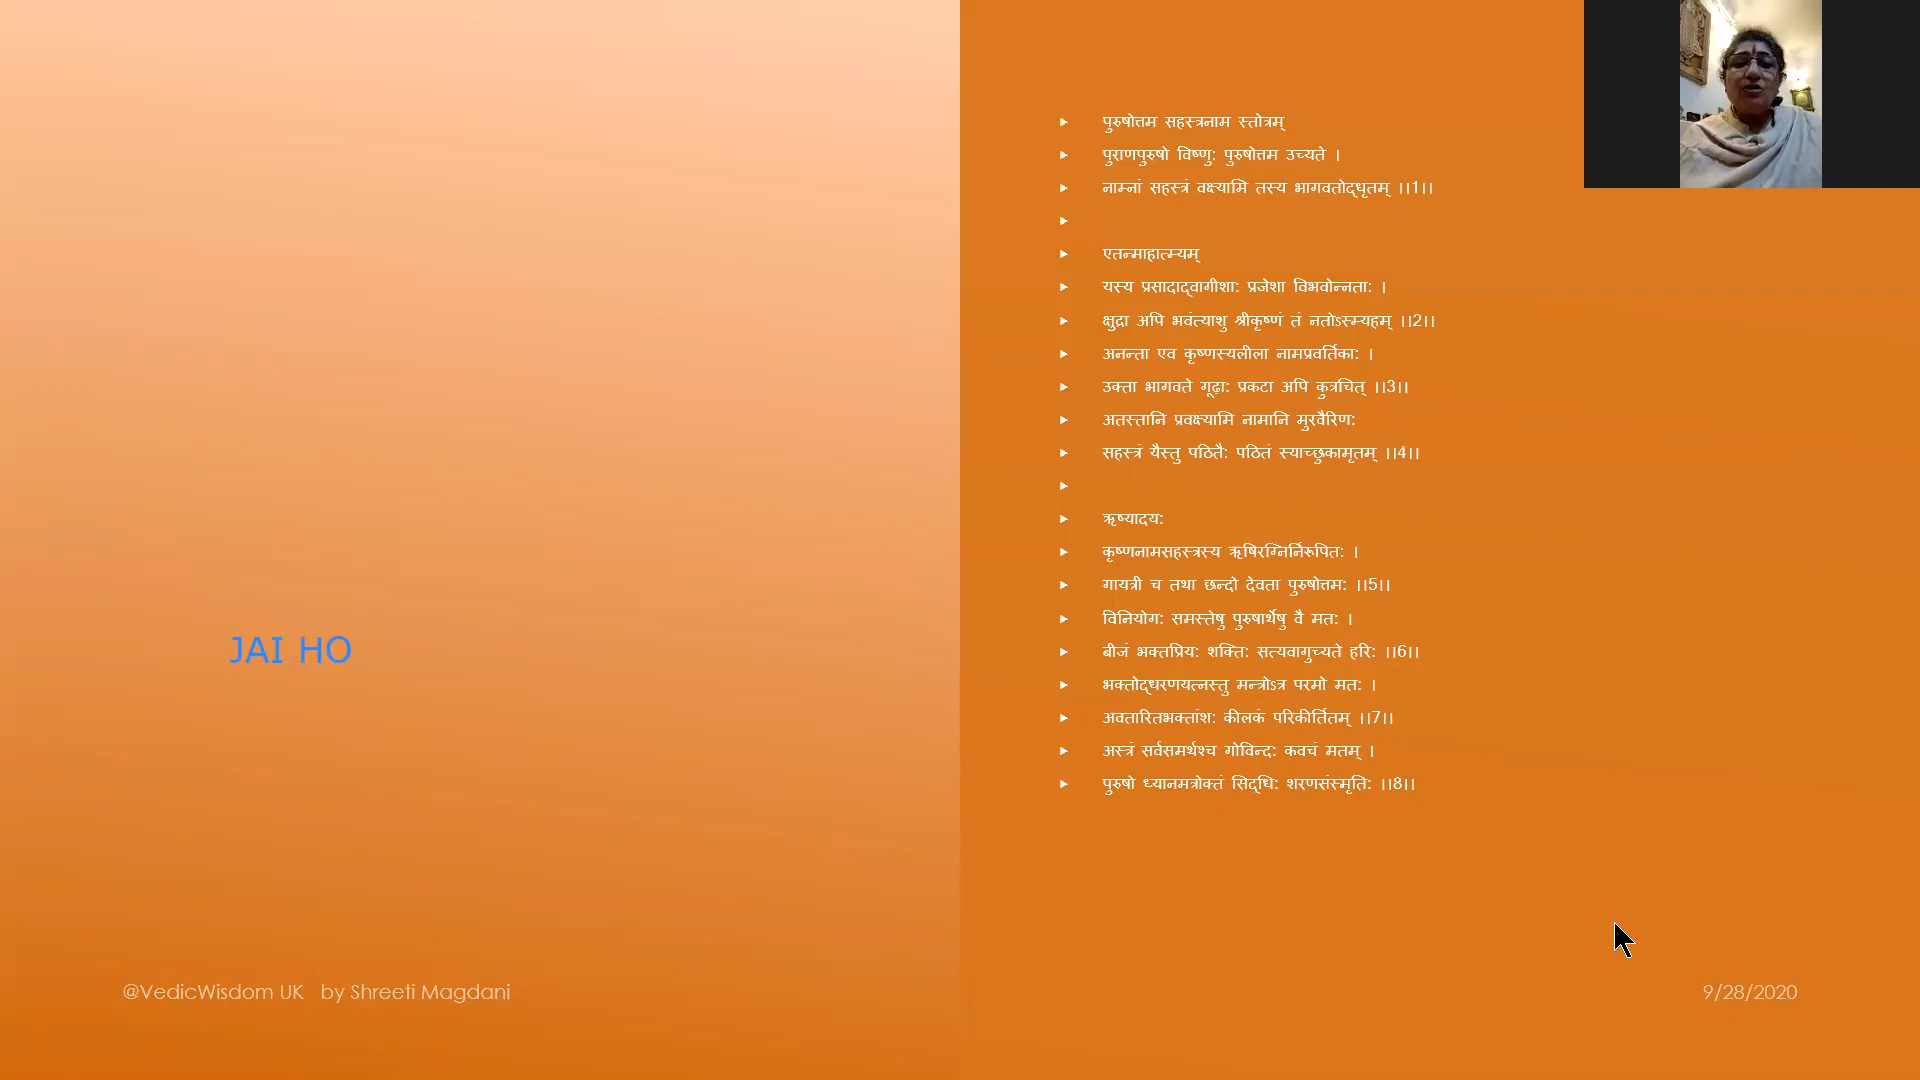 पुरुषोत्तम सहस्त्रनाम स्तोत्रम्
पुराणपुरुषो विष्णु: पुरुषोत्तम उच्यते ।
नाम्नां सहस्त्रं वक्ष्यामि तस्य भागवतोद्धृतम् ।।1।।
एतन्माहात्म्यम्
यस्य प्रसादाद्वागीशा: प्रजेशा विभवोन्नता: ।
क्षुद्रा अपि भवंत्याशु श्रीकृष्णं तं नतोऽस्म्यहम् ।।2।।
अनन्ता एव कृष्णस्यलीला नामप्रवर्तिका: ।
उक्ता भागवते गूढ़ा: प्रकटा अपि कुत्रचित् ।।3।।
अतस्तानि प्रवक्ष्यामि नामानि मुरवैरिण:
सहस्त्रं यैस्तु पठितै: पठितं स्याच्छुकामृतम् ।।4।।
ऋष्यादय:
कृष्णनामसहस्त्रस्य ऋषिरग्निर्निरूपित: ।
गायत्री च तथा छन्दो देवता पुरुषोत्तम: ।।5।।
विनियोग: समस्तेषु पुरुषार्थेषु वै मत: ।
बीजं भक्तप्रिय: शक्ति: सत्यवागुच्यते हरि: ।।6।।
भक्तोद्धरणयत्नस्तु मन्त्रोऽत्र परमो मत: ।
अवतारितभक्तांश: कीलकं परिकीर्तितम् ।।7।।
अस्त्रं सर्वसमर्थश्च गोविन्द: कवचं मतम् ।
पुरुषो ध्यानमत्रोक्तं सिद्धि: शरणसंस्मृति: ।।8।।
JAI HO
@VedicWisdom UK by Shreeti Magdani
9/28/2020